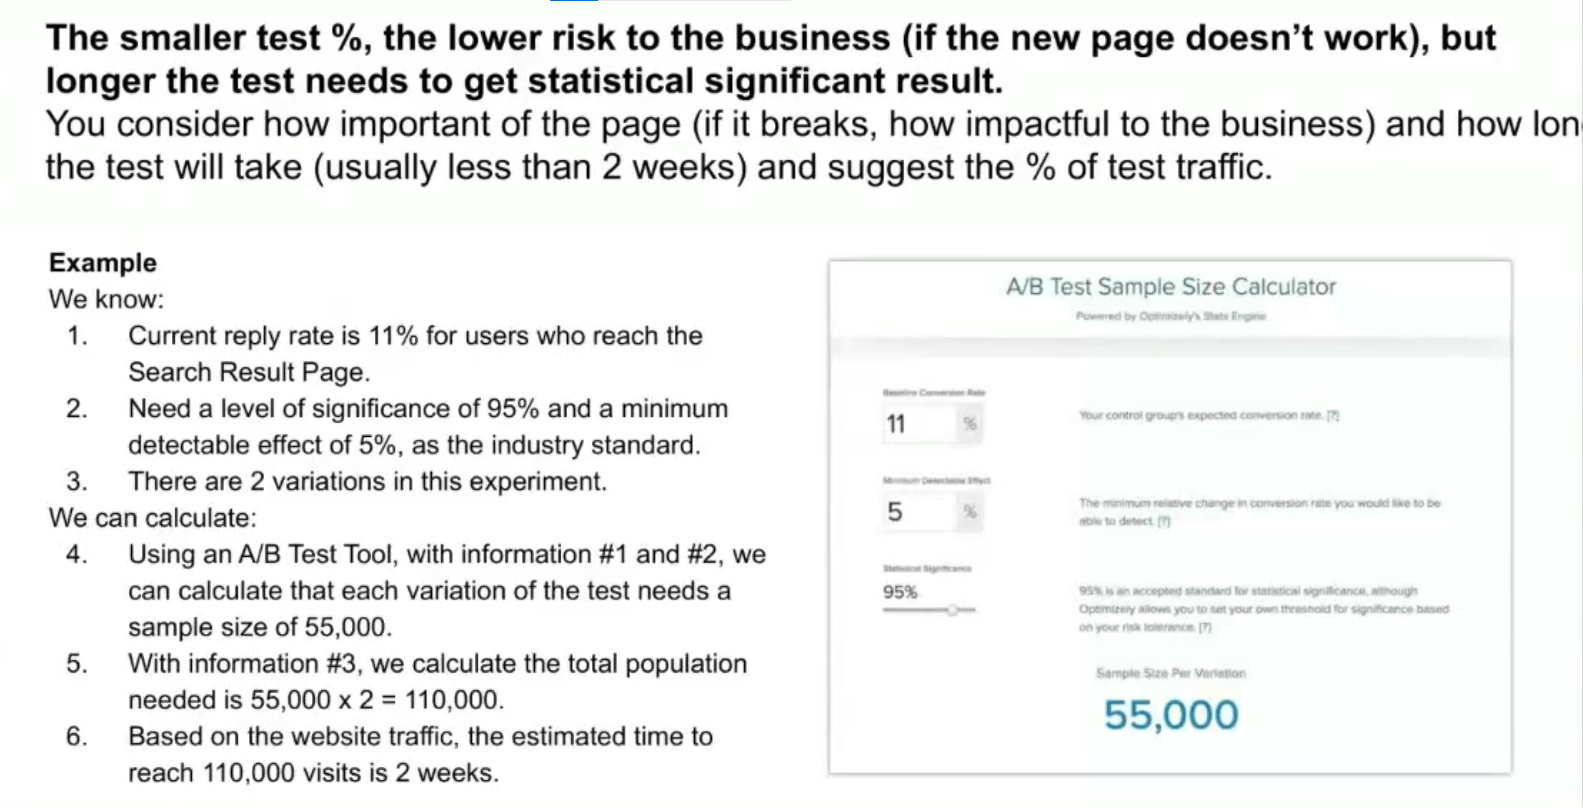 The smaller test %, the lower risk to the business (if the new page doesn't work), but
longer the test needs to get statistical significant result.
You consider how important of the page (if it breaks, how impactful to the business) and how lon
the test will take (usually less than 2 weeks) and suggest the % of test traffic.
Example
We know:
1. Current reply rate is 11% for users who reach the
Search Result Page.
2. Need a level of significance of 95% and a minimum
detectable effect of 5%, as the industry standard.
3. There are 2 variations in this experiment.
We can calculate:
4. Using an A/B Test Tool, with information #1 and #2, we
can calculate that each variation of the test needs a
sample size of 55,000.
5. With information #3, we calculate the total population
needed is 55,000 x 2 = 110,000.
6. Based on the website traffic, the estimated time to
reach 110,000 visits is 2 weeks.
A/B Test Sample Size Calculator
Powered by Optimizely's Stats Engine
Baseline Conversion Rate
11 %
Your control group's expected conversion rate. [?]
Minimum Detectable Effect
5 %
The minimum relative change in conversion rate you would like to be
able to detect. [?]
Statistical Significance
95%
95% is an accepted standard for statistical significance, although
Optimizely allows you to set your own threshold for significance based
on your risk tolerance. [?]
Sample Size Per Variation
55,000